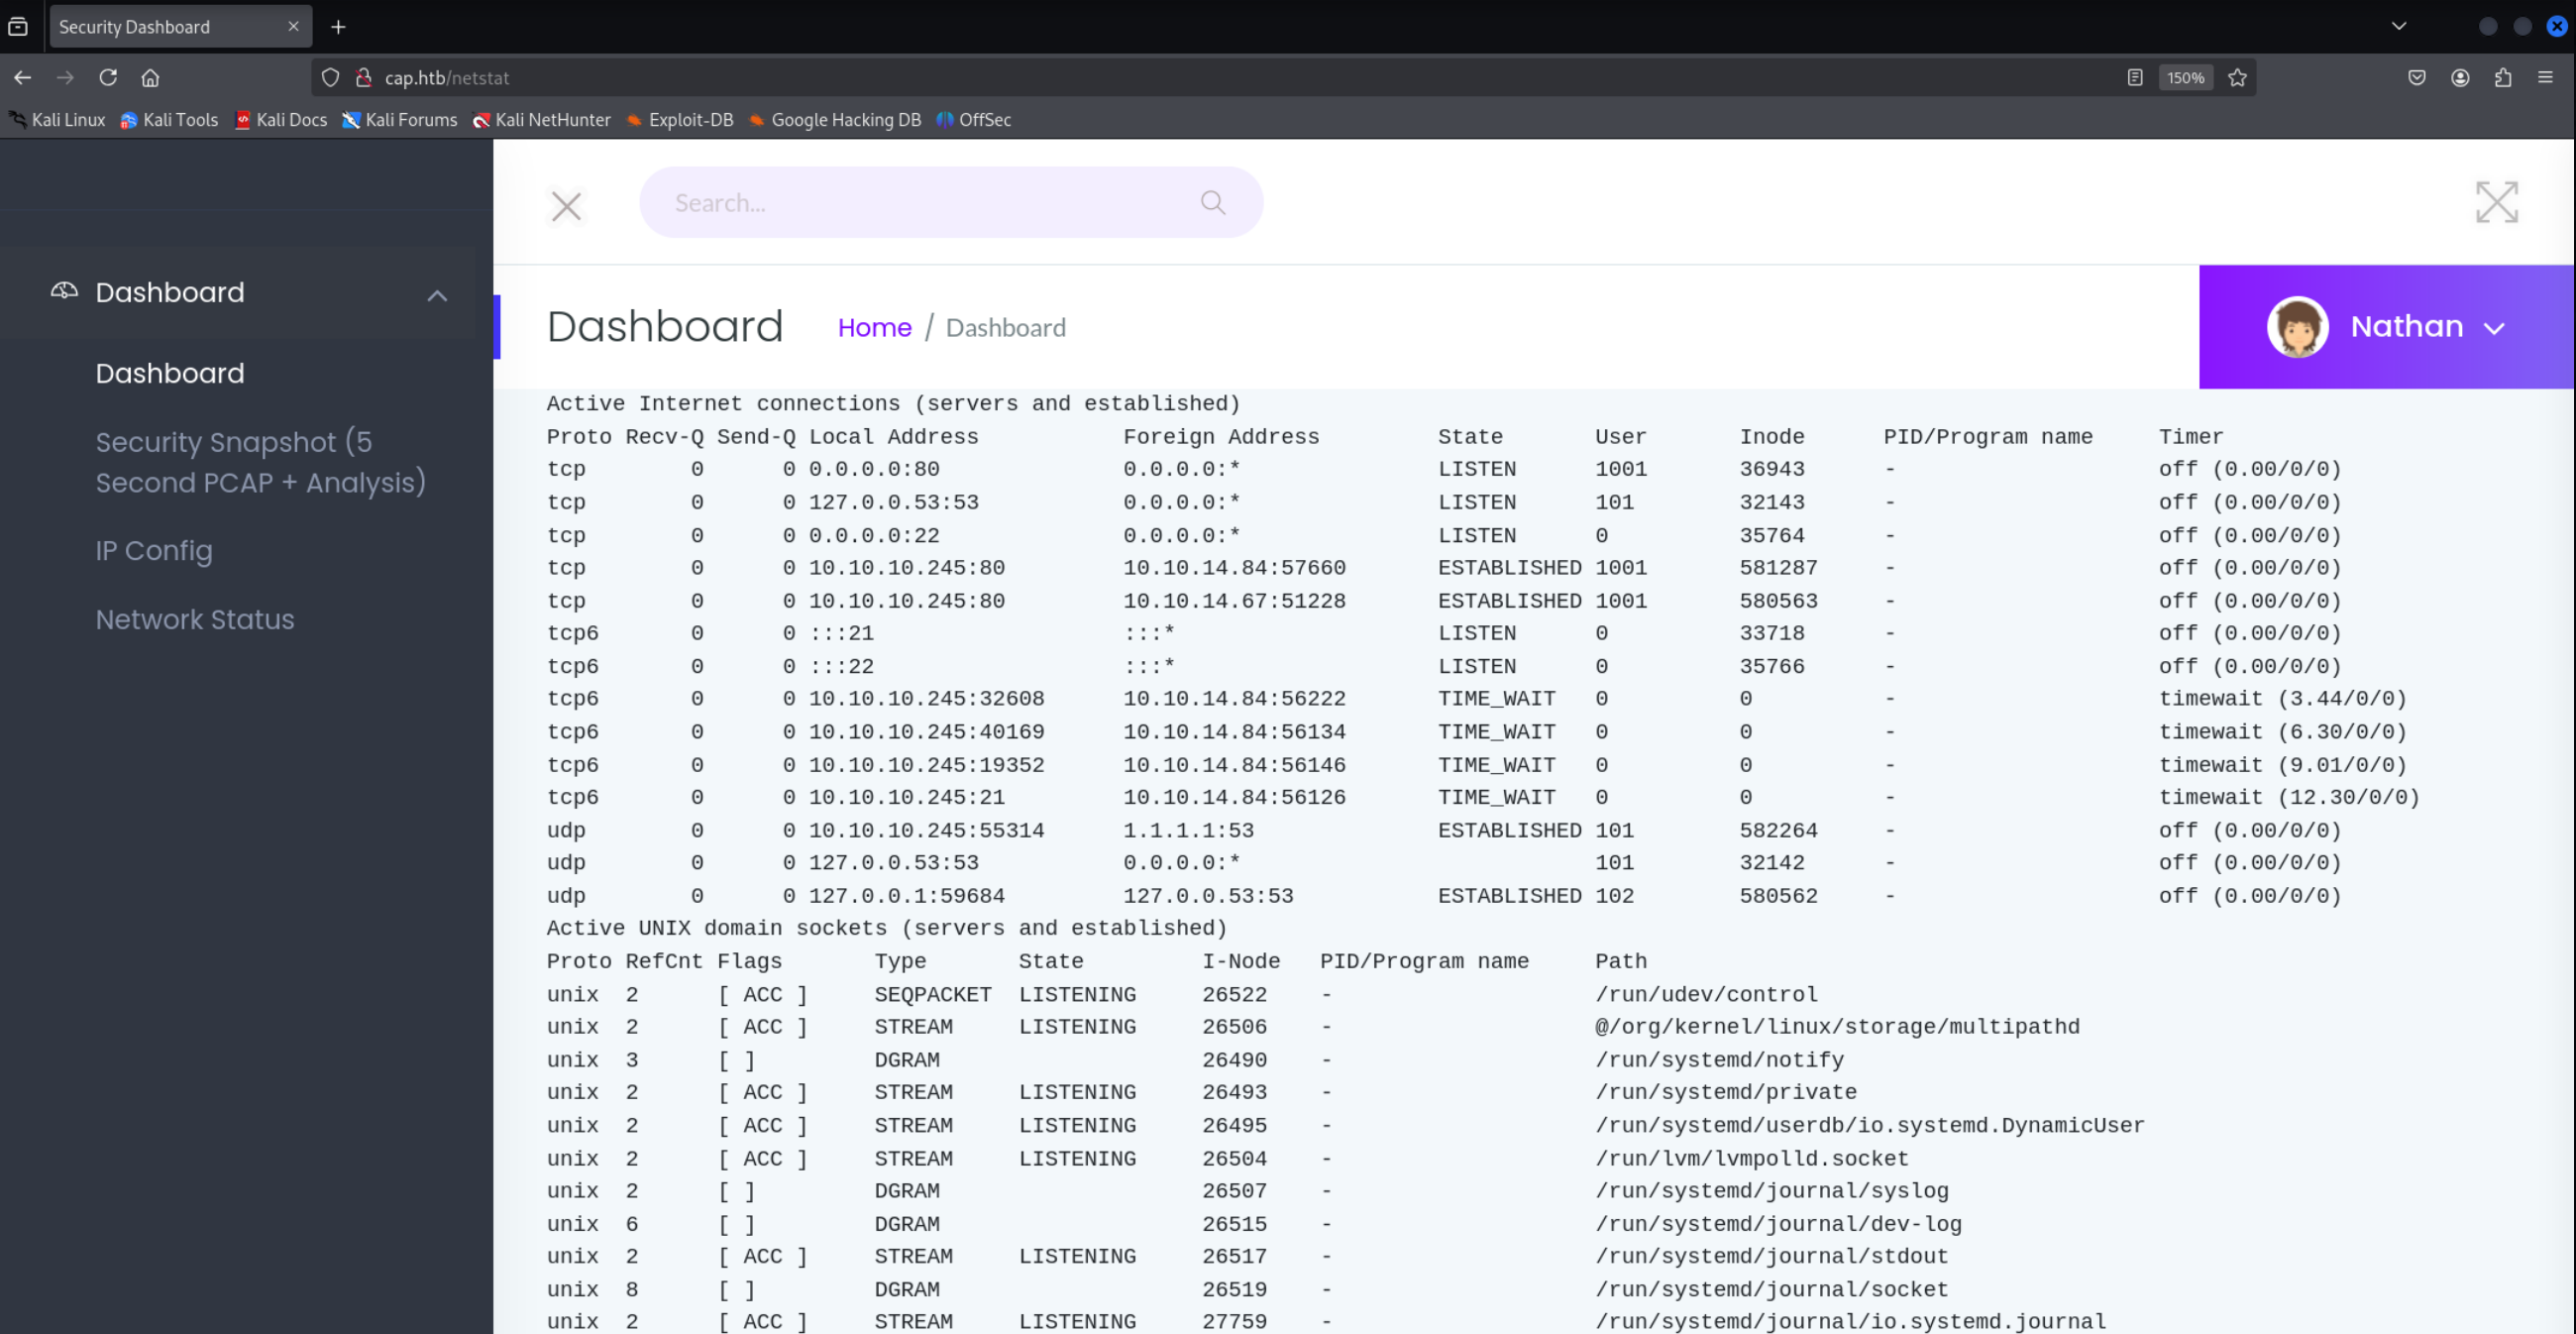 Security Dashboard
cap.htb/netstat
150%
Kali Linux Kali Tools Kali Docs Kali Forums Kali NetHunter Exploit-DB Google Hacking DB OffSec
Search...
Dashboard
Dashboard
Security Snapshot (5
Second PCAP + Analysis)
IP Config
Network Status
Dashboard Home / Dashboard
Nathan
Active Internet connections (servers and established)
Proto Recv-Q Send-Q Local Address           Foreign Address         State       User       Inode      PID/Program name     Timer
tcp        0      0 0.0.0.0:80              0.0.0.0:*               LISTEN      1001       36943      -                    off (0.00/0/0)
tcp        0      0 127.0.0.53:53           0.0.0.0:*               LISTEN      101        32143      -                    off (0.00/0/0)
tcp        0      0 0.0.0.0:22              0.0.0.0:*               LISTEN      0          35764      -                    off (0.00/0/0)
tcp        0      0 10.10.10.245:80         10.10.14.84:57660       ESTABLISHED 1001       581287     -                    off (0.00/0/0)
tcp        0      0 10.10.10.245:80         10.10.14.67:51228       ESTABLISHED 1001       580563     -                    off (0.00/0/0)
tcp6       0      0 :::21                   :::*                    LISTEN      0          33718      -                    off (0.00/0/0)
tcp6       0      0 :::22                   :::*                    LISTEN      0          35766      -                    off (0.00/0/0)
tcp6       0      0 10.10.10.245:32608      10.10.14.84:56222       TIME_WAIT   0          0          -                    timewait (3.44/0/0)
tcp6       0      0 10.10.10.245:40169      10.10.14.84:56134       TIME_WAIT   0          0          -                    timewait (6.30/0/0)
tcp6       0      0 10.10.10.245:19352      10.10.14.84:56146       TIME_WAIT   0          0          -                    timewait (9.01/0/0)
tcp6       0      0 10.10.10.245:21         10.10.14.84:56126       TIME_WAIT   0          0          -                    timewait (12.30/0/0)
udp        0      0 10.10.10.245:55314      1.1.1.1:53              ESTABLISHED 101        582264     -                    off (0.00/0/0)
udp        0      0 127.0.0.53:53           0.0.0.0:*                           101        32142      -                    off (0.00/0/0)
udp        0      0 127.0.0.1:59684         127.0.0.53:53           ESTABLISHED 102        580562     -                    off (0.00/0/0)
Active UNIX domain sockets (servers and established)
Proto RefCnt Flags       Type       State         I-Node   PID/Program name     Path
unix  2      [ ACC ]     SEQPACKET  LISTENING     26522    -                    /run/udev/control
unix  2      [ ACC ]     STREAM     LISTENING     26506    -                    @/org/kernel/linux/storage/multipathd
unix  3      [ ]         DGRAM                    26490    -                    /run/systemd/notify
unix  2      [ ACC ]     STREAM     LISTENING     26493    -                    /run/systemd/private
unix  2      [ ACC ]     STREAM     LISTENING     26495    -                    /run/systemd/userdb/io.systemd.DynamicUser
unix  2      [ ACC ]     STREAM     LISTENING     26504    -                    /run/lvm/lvmpolld.socket
unix  2      [ ]         DGRAM                    26507    -                    /run/systemd/journal/syslog
unix  6      [ ]         DGRAM                    26515    -                    /run/systemd/journal/dev-log
unix  2      [ ACC ]     STREAM     LISTENING     26517    -                    /run/systemd/journal/stdout
unix  8      [ ]         DGRAM                    26519    -                    /run/systemd/journal/socket
unix  2      [ ACC ]     STREAM     LISTENING     27759    -                    /run/systemd/journal/io.systemd.journal